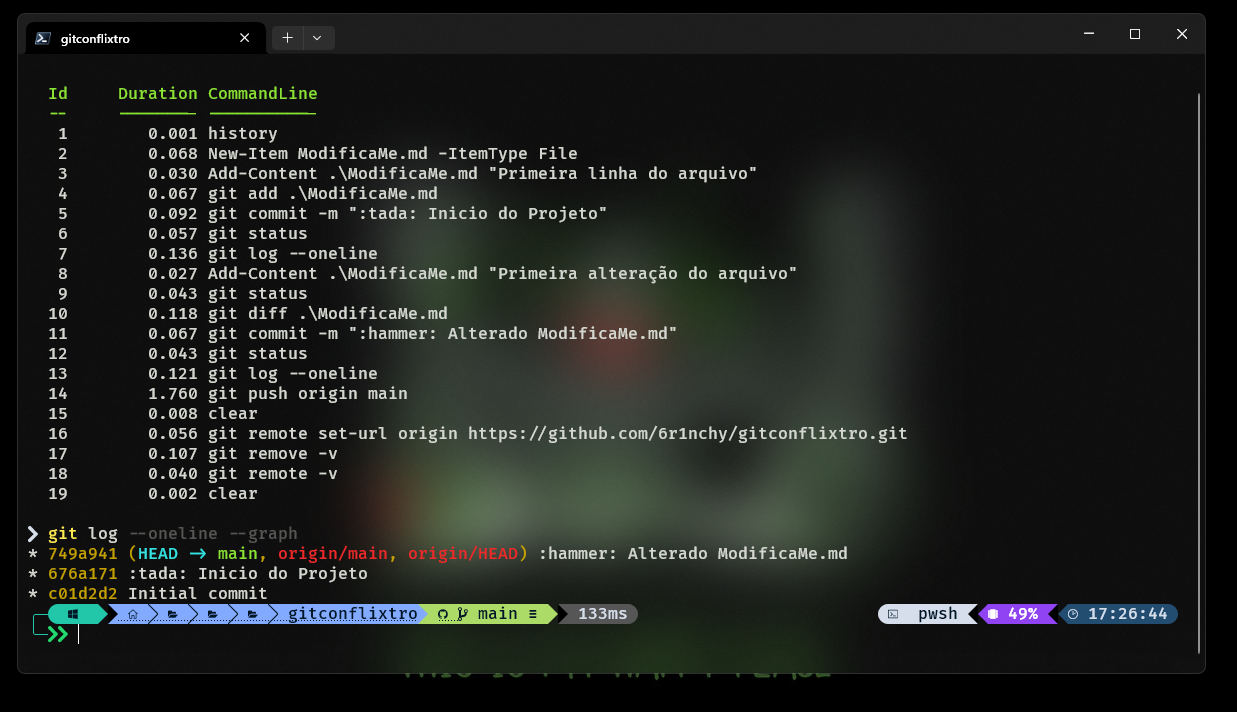 gitconflixtro
Id Duration CommandLine
-- -------- -----------
1 0.001 history
2 0.068 New-Item ModificaMe.md -ItemType File
3 0.030 Add-Content .\ModificaMe.md "Primeira linha do arquivo"
4 0.067 git add .\ModificaMe.md
5 0.092 git commit -m ":tada: Inicio do Projeto"
6 0.057 git status
7 0.136 git log --oneline
8 0.027 Add-Content .\ModificaMe.md "Primeira alteração do arquivo"
9 0.043 git status
10 0.118 git diff .\ModificaMe.md
11 0.067 git commit -m ":hammer: Alterado ModificaMe.md"
12 0.043 git status
13 0.121 git log --oneline
14 1.760 git push origin main
15 0.008 clear
16 0.056 git remote set-url origin https://github.com/6r1nchy/gitconflixtro.git
17 0.107 git remove -v
18 0.040 git remote -v
19 0.002 clear
❯ git log --oneline --graph
* 749a941 (HEAD -> main, origin/main, origin/HEAD) :hammer: Alterado ModificaMe.md
* 676a171 :tada: Inicio do Projeto
* c01d2d2 Initial commit
gitconflixtro main ≡ 133ms pwsh 49% 17:26:44